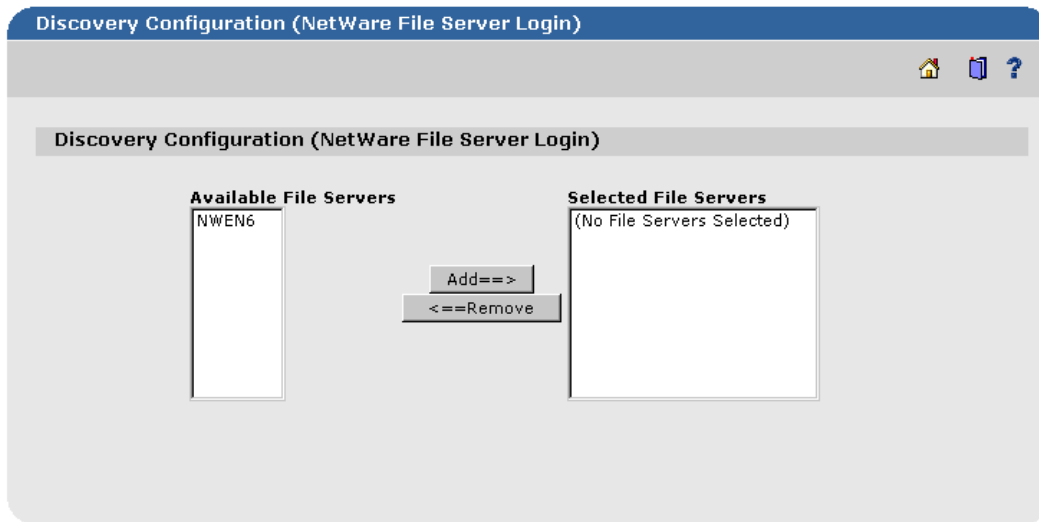 Discovery Configuration (NetWare File Server Login)
?
Discovery Configuration (NetWare File Server Login)
Available File Servers
NWEN6
Add==>
<==Remove
Selected File Servers
(No File Servers Selected)